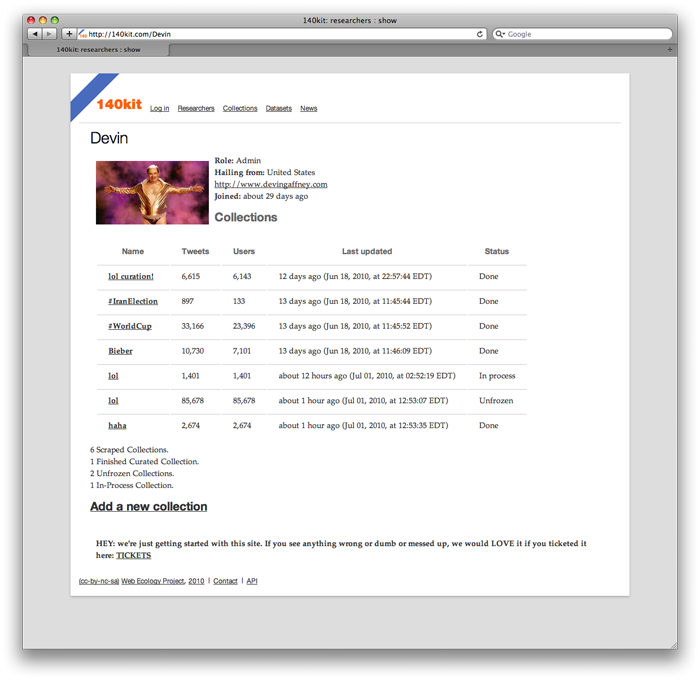 140kit: researchers : show
http://140kit.com/Devin
Google
140kit: researchers : show
140kit Log in Researchers Collections Datasets News
Devin
Role: Admin
Hailing from: United States
http://www.devingaffney.com
Joined: about 29 days ago
Collections
Name Tweets Users Last updated Status
lol curation! 6,615 6,143 12 days ago (Jun 18, 2010, at 22:57:44 EDT) Done
#IranElection 897 133 13 days ago (Jun 18, 2010, at 11:45:44 EDT) Done
#WorldCup 33,166 23,396 13 days ago (Jun 18, 2010, at 11:45:52 EDT) Done
Bieber 10,730 7,101 13 days ago (Jun 18, 2010, at 11:46:09 EDT) Done
lol 1,401 1,401 about 12 hours ago (Jul 01, 2010, at 02:52:19 EDT) In process
lol 85,678 85,678 about 1 hour ago (Jul 01, 2010, at 12:53:07 EDT) Unfrozen
haha 2,674 2,674 about 1 hour ago (Jul 01, 2010, at 12:53:35 EDT) Done
6 Scraped Collections.
1 Finished Curated Collection.
2 Unfrozen Collections.
1 In-Process Collection.
Add a new collection
HEY: we're just getting started with this site. If you see anything wrong or dumb or messed up, we would LOVE it if you ticketed it
here: TICKETS
(cc-by-nc-sa) Web Ecology Project, 2010 | Contact | API